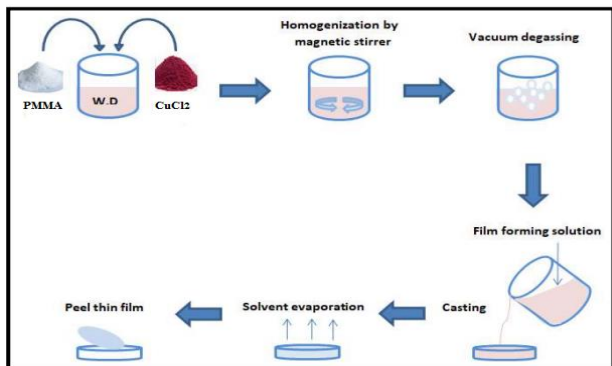 PMMA
W.D
CuCl2
Homogenization by
magnetic stirrer
Vacuum degassing
Film forming solution
Casting
Solvent evaporation
Peel thin film